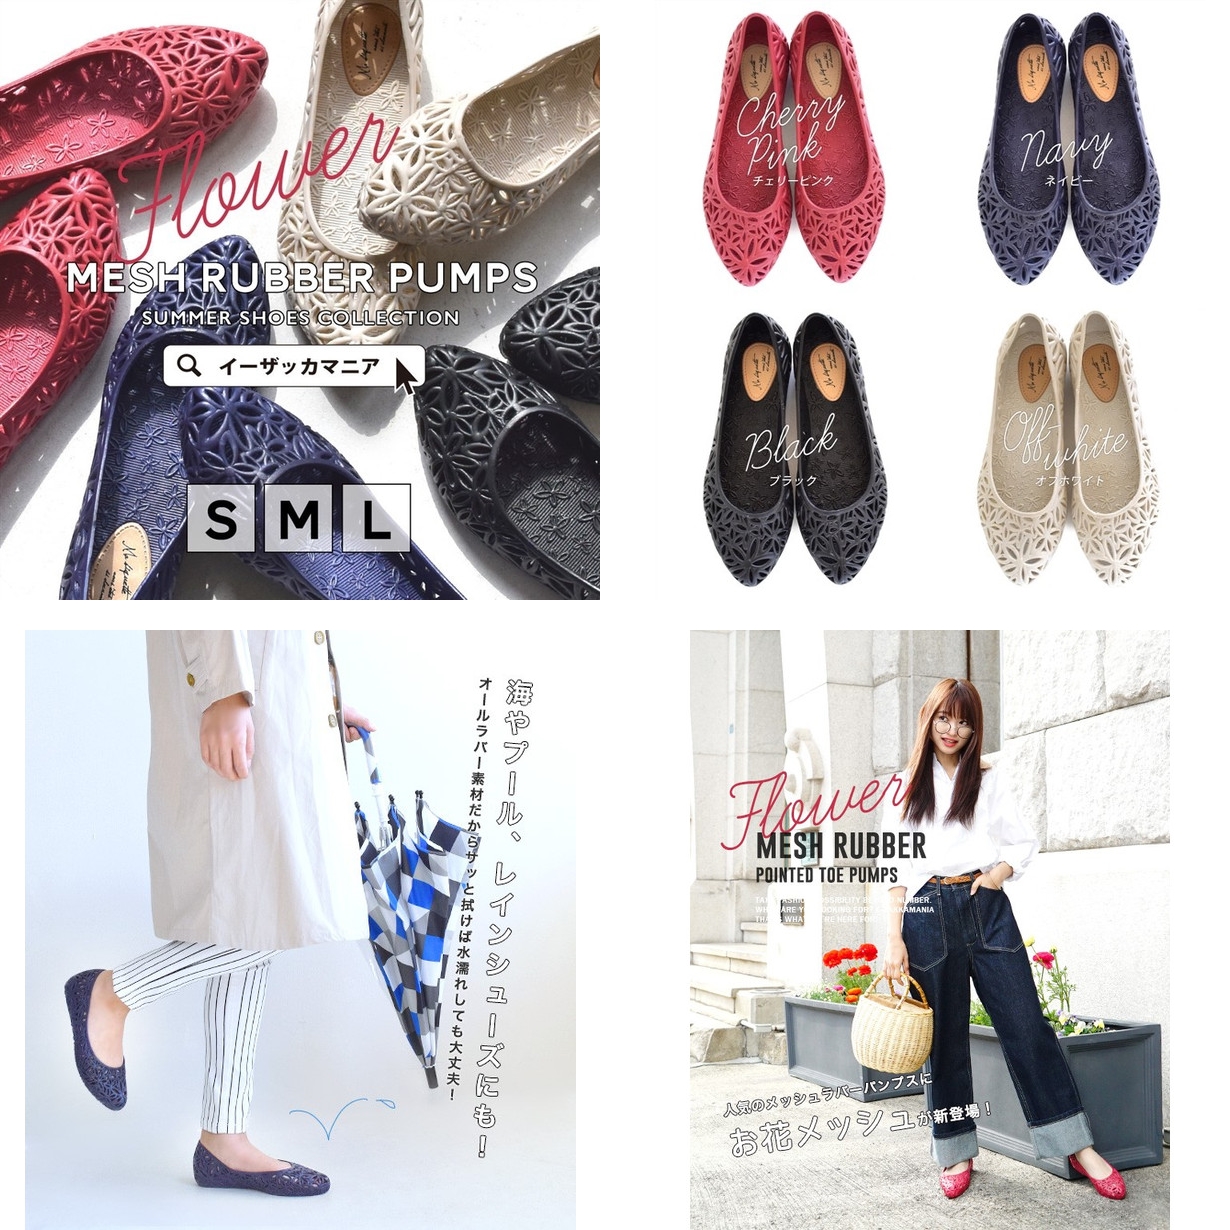 Flower
MESH RUBBER PUMPS
SUMMER SHOES COLLECTION
イーザッカマニア
S M L
Cherry
Pink
チェリーピンク
Navy
ネイビー
Black
ブラック
Off-
white
オフホワイト
海やプール、レインシューズにも!
オールラバー素材だからサッと拭けば水濡れしても大丈夫!
Flower
MESH RUBBER
POINTED TOE PUMPS
人気のメッシュラバーパンプスに
お花メッシュが新登場!